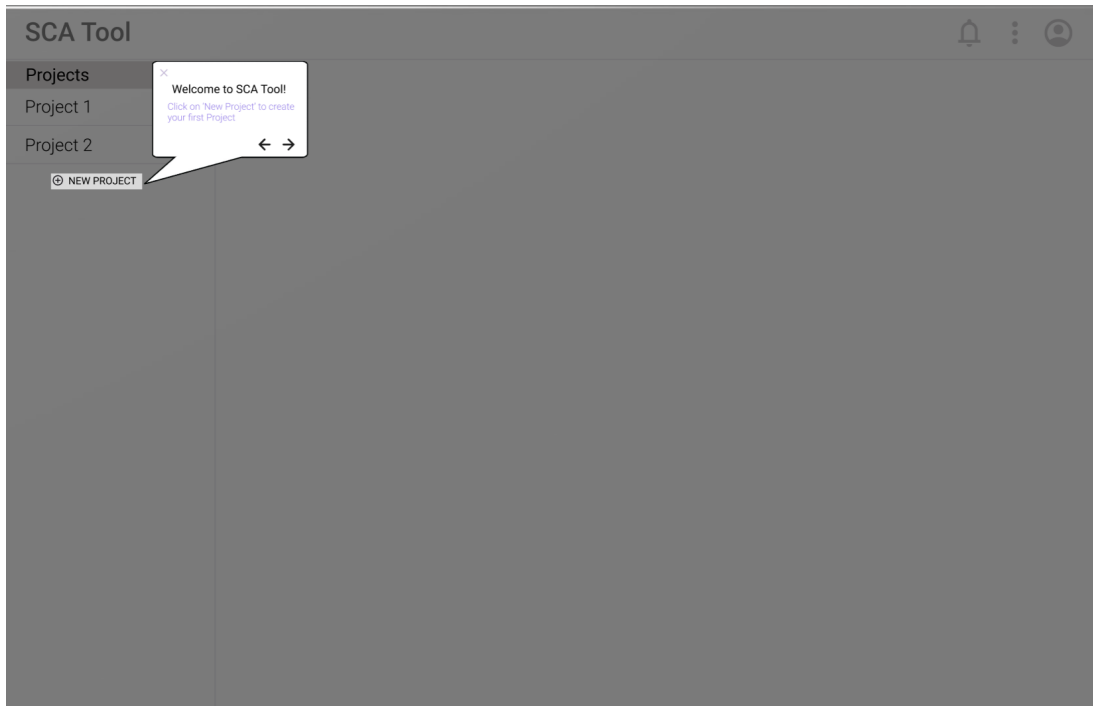 SCA Tool
Projects
Project 1
Project 2
NEW PROJECT
Welcome to SCA Tool!
Click on 'New Project' to create
your first Project